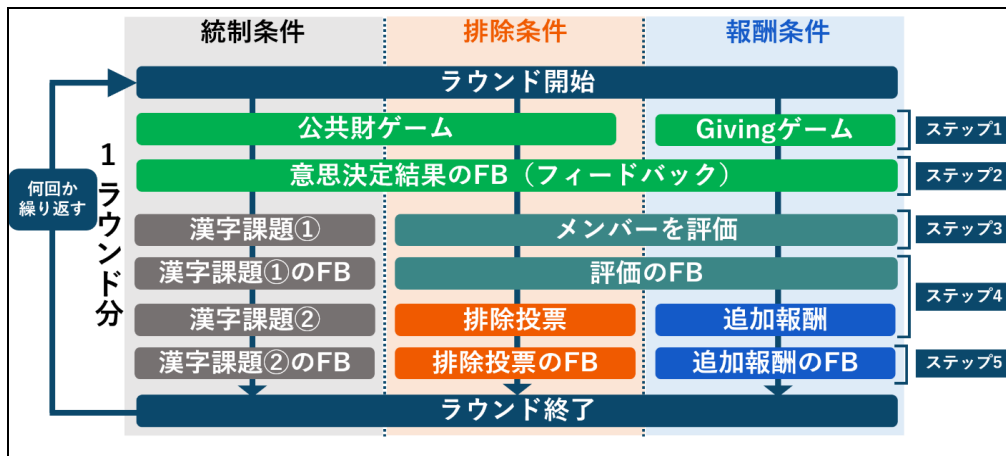 統制条件
排除条件
報酬条件
ラウンド開始
公共財ゲーム
Givingゲーム
ステップ1
意思決定結果のFB（フィードバック）
ステップ2
何回か
繰り返す
1ラウンド分
漢字課題①
メンバーを評価
ステップ3
漢字課題①のFB
評価のFB
ステップ4
漢字課題②
排除投票
追加報酬
漢字課題②のFB
排除投票のFB
追加報酬のFB
ステップ5
ラウンド終了